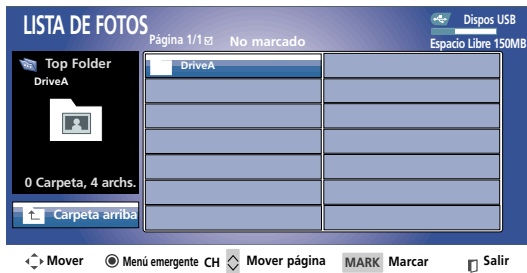 LISTA DE FOTOS
Página 1/1
No marcado
Dispos USB
Espacio Libre 150MB
Top Folder
DriveA
DriveA
0 Carpeta, 4 archs.
Carpeta arriba
Mover
Menú emergente
CH
Mover página
MARK
Marcar
Salir